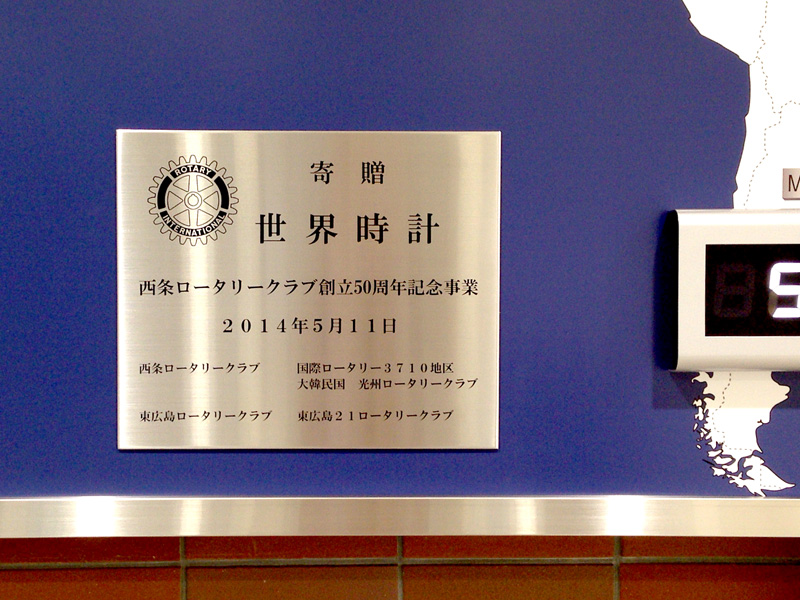 ROTARY
INTERNATIONAL
寄贈
世界時計
西条ロータリークラブ創立50周年記念事業
２０１４年５月１１日
西条ロータリークラブ
国際ロータリー３７１０地区
大韓民国　光州ロータリークラブ
東広島ロータリークラブ
東広島２１ロータリークラブ
M
5